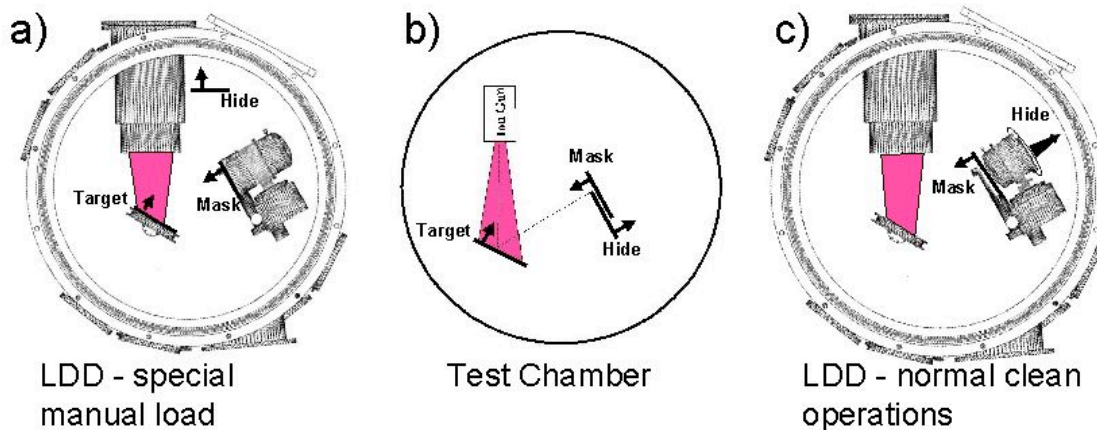 a)
Hide
Target
Mask
LDD - special
manual load
b)
Ion Gun
Mask
Target
Hide
Test Chamber
c)
Hide
Mask
LDD - normal clean
operations